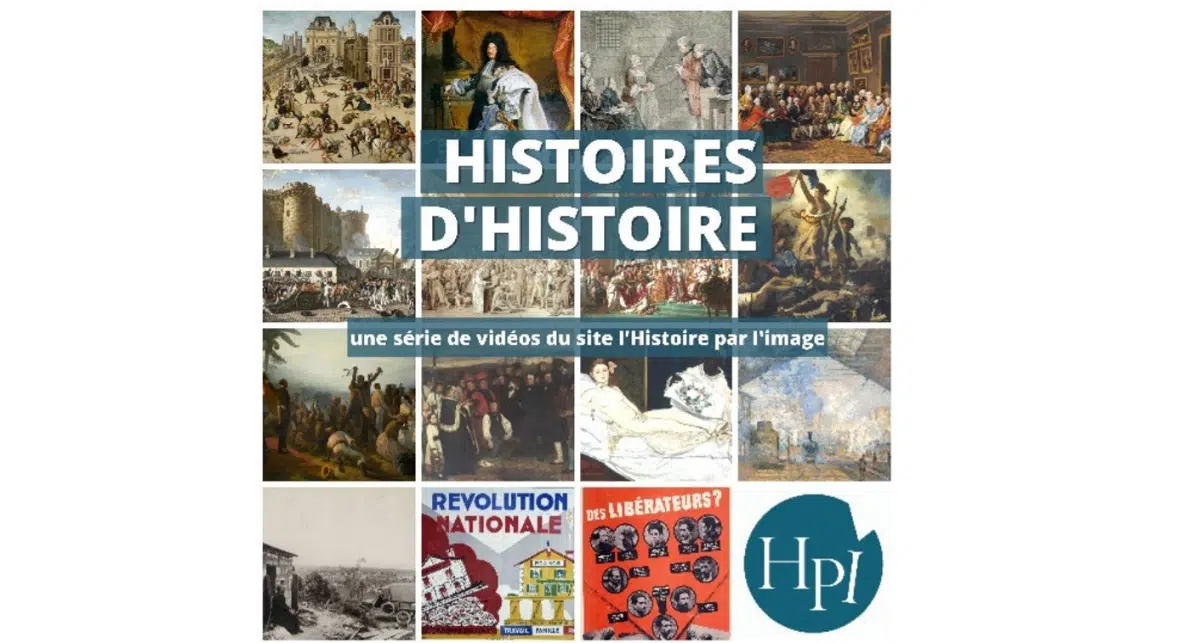 HISTOIRES
D'HISTOIRE
une série de vidéos du site l'Histoire par l'image
REVOLUTION
NATIONALE
TRAVAIL FAMILLE
DES LIBÉRATEURS?
HPI